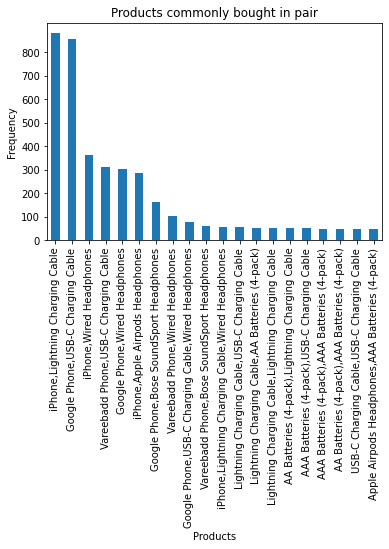 Products commonly bought in pair
Frequency
800
700
600
500
400
300
200
100
0
iPhone,Lightning Charging Cable
Google Phone,USB-C Charging Cable
iPhone,Wired Headphones
Vareebadd Phone,USB-C Charging Cable
Google Phone,Wired Headphones
iPhone,Apple Airpods Headphones
Google Phone,Bose SoundSport Headphones
Vareebadd Phone,Wired Headphones
Google Phone,USB-C Charging Cable,Wired Headphones
Vareebadd Phone,Bose SoundSport Headphones
iPhone,Lightning Charging Cable,Wired Headphones
Lightning Charging Cable,USB-C Charging Cable
Lightning Charging Cable,AA Batteries (4-pack)
Lightning Charging Cable,Lightning Charging Cable
AA Batteries (4-pack),Lightning Charging Cable
AAA Batteries (4-pack),USB-C Charging Cable
AAA Batteries (4-pack),AAA Batteries (4-pack)
AA Batteries (4-pack),AAA Batteries (4-pack)
USB-C Charging Cable,USB-C Charging Cable
Apple Airpods Headphones,AAA Batteries (4-pack)
Products